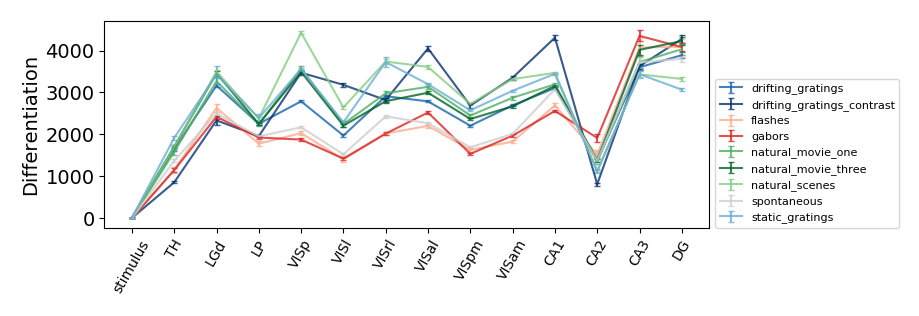 Differentiation
4000
3000
2000
1000
0
stimulus
TH
LGd
LP
VISp
VISl
VISrl
VISal
VISpm
VISam
CA1
CA2
CA3
DG
drifting_gratings
drifting_gratings_contrast
flashes
gabors
natural_movie_one
natural_movie_three
natural_scenes
spontaneous
static_gratings